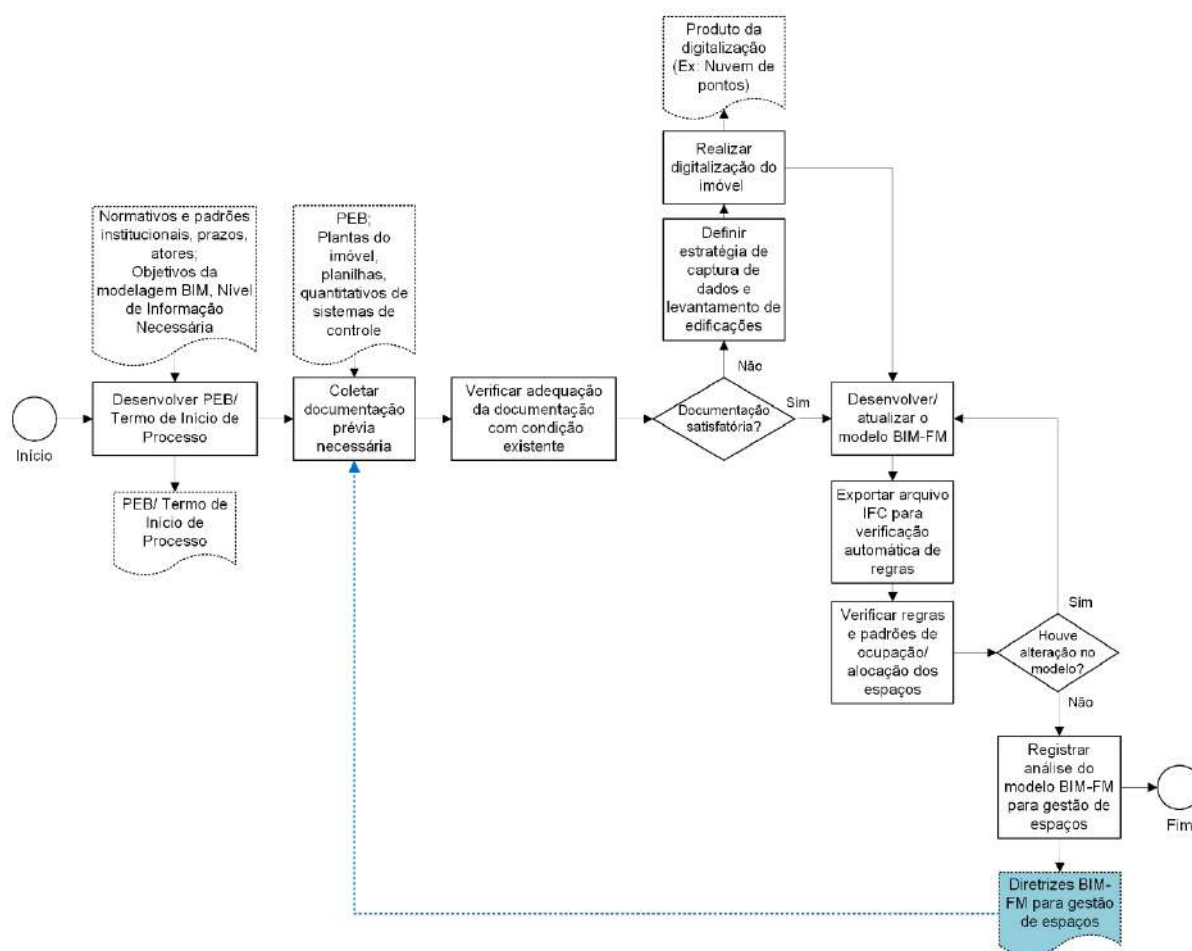 Produto da
digitalização
(Ex: Nuvem de
pontos)
Realizar
digitalização do
imóvel
Normativos e padrões
institucionais, prazos,
atores;
Objetivos da
modelagem BIM, Nível
de Informação
Necessária
PEB;
Plantas do
imóvel,
planilhas,
quantitativos de
sistemas de
controle
Definir
estratégia de
captura de
dados e
levantamento de
edificações
Não
Início
Desenvolver PEB/
Termo de Início de
Processo
Coletar
documentação
prévia
necessária
Verificar adequação
da documentação
com condição
existente
Documentação
satisfatória?
Sim
Desenvolver/
atualizar o
modelo BIM-FM
PEB/ Termo de
Início de
Processo
Exportar arquivo
IFC para
verificação
automática de
regras
Verificar regras
e padrões de
ocupação/
alocação dos
espaços
Sim
Houve
alteração no
modelo?
Não
Registrar
análise do
modelo BIM-FM
para gestão de
espaços
Fim
Diretrizes BIM-
FM para gestão
de espaços